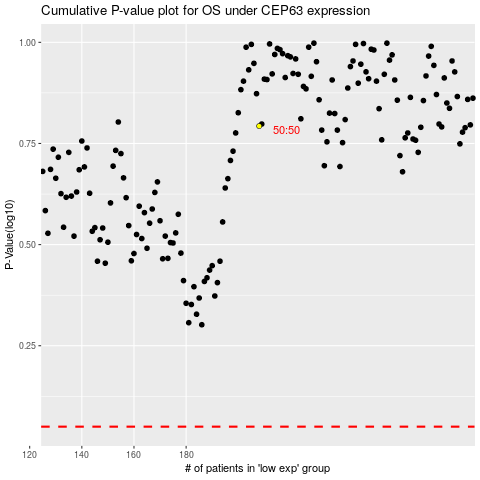 Cumulative P-value plot for OS under CEP63 expression
P-Value(log10)
1.00
0.75
0.50
0.25
50:50
120 140 160 180
# of patients in 'low exp' group